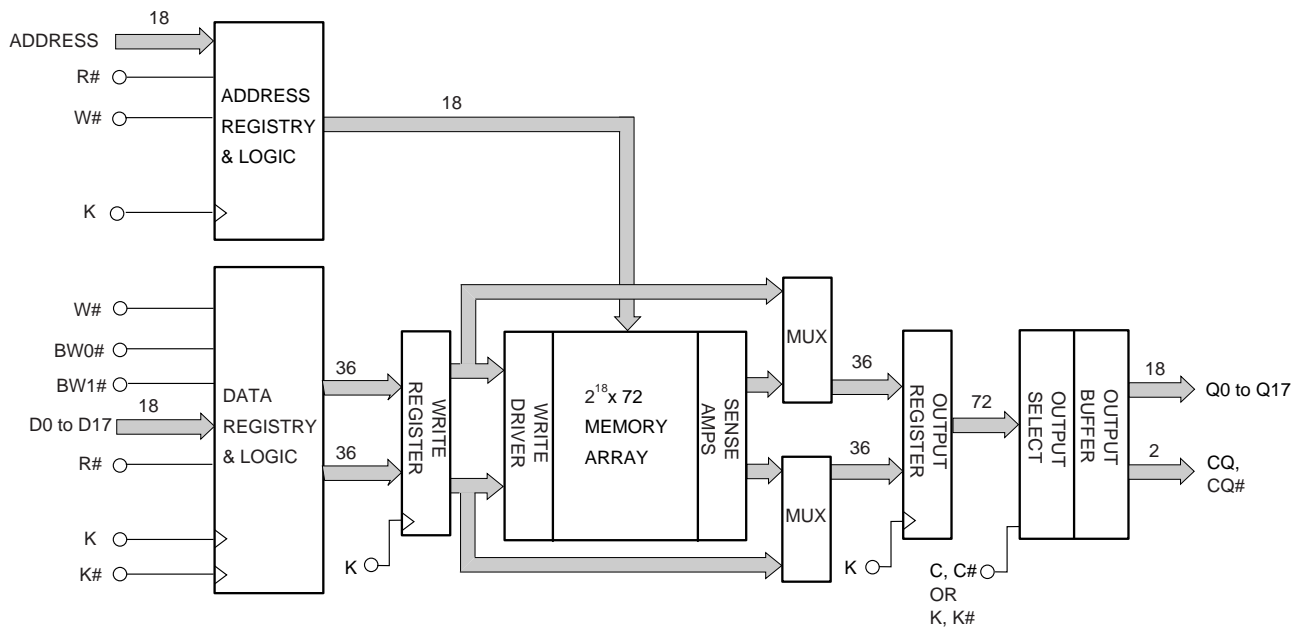 18
ADDRESS
R#
W#
K
ADDRESS
REGISTRY
& LOGIC
18
W#
BW0#
BW1#
18
D0 to D17
R#
K
K#
DATA
REGISTRY
& LOGIC
36
36
WRITE
REGISTER
K
WRITE
DRIVER
2^18 x 72
MEMORY
ARRAY
SENSE
AMPS
MUX
MUX
36
36
OUTPUT
REGISTER
K
72
OUTPUT
SELECT
OUTPUT
BUFFER
C, C#
OR
K, K#
18
Q0 to Q17
2
CQ,
CQ#